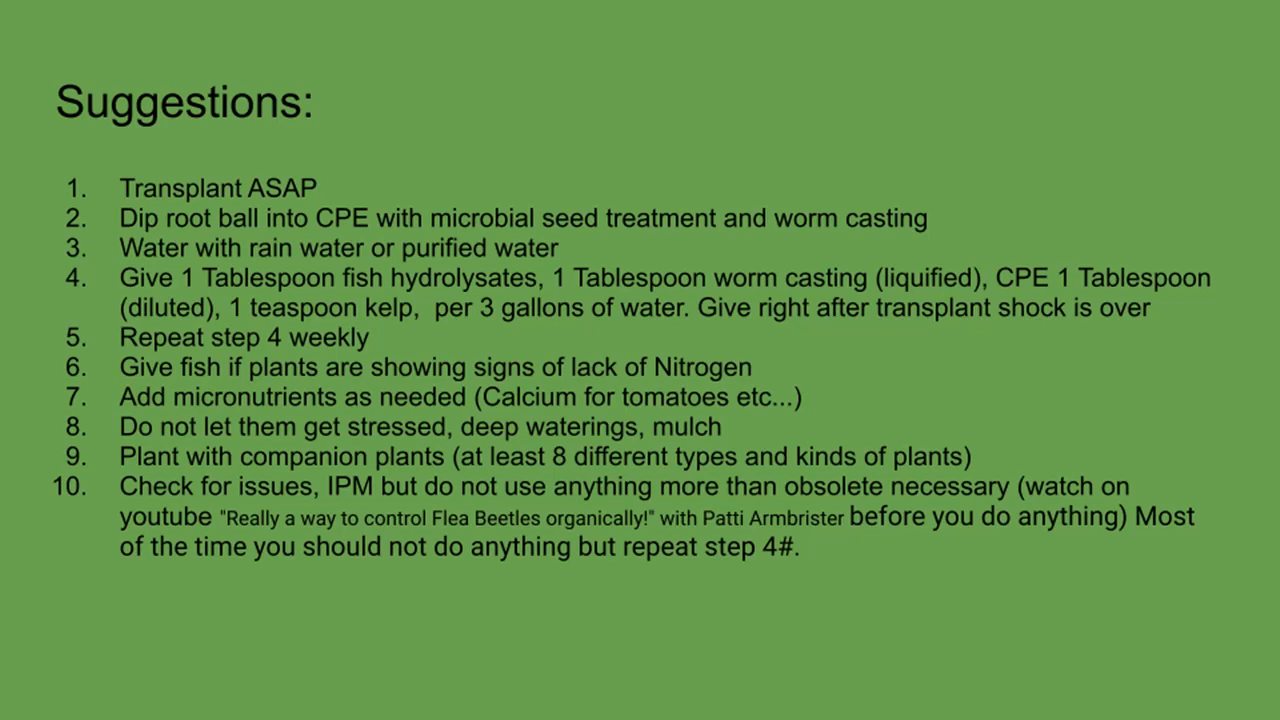 Suggestions:
1. Transplant ASAP
2. Dip root ball into CPE with microbial seed treatment and worm casting
3. Water with rain water or purified water
4. Give 1 Tablespoon fish hydrolysates, 1 Tablespoon worm casting (liquified), CPE 1 Tablespoon
(diluted), 1 teaspoon kelp, per 3 gallons of water. Give right after transplant shock is over
5. Repeat step 4 weekly
6. Give fish if plants are showing signs of lack of Nitrogen
7. Add micronutrients as needed (Calcium for tomatoes etc...)
8. Do not let them get stressed, deep waterings, mulch
9. Plant with companion plants (at least 8 different types and kinds of plants)
10. Check for issues, IPM but do not use anything more than obsolete necessary (watch on
youtube "Really a way to control Flea Beetles organically!" with Patti Armbrister before you do anything) Most
of the time you should not do anything but repeat step 4#.